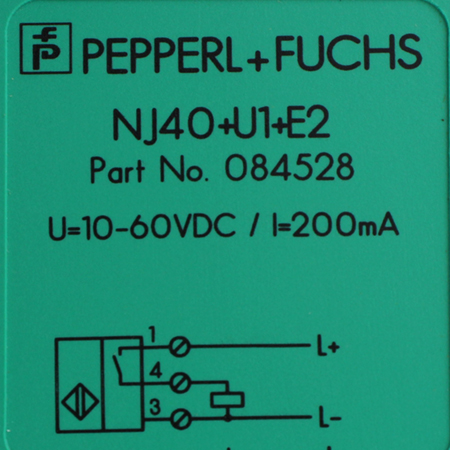 PEPPERL+FUCHS
NJ40+U1+E2
Part No. 084528
U=10-60VDC / I=200mA
1
L+
4
3
L-